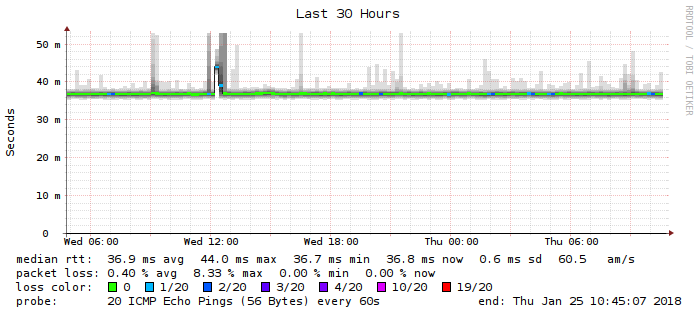 Last 30 Hours
RRDTOOL / TOBI OETIKER
Seconds
50 m
40 m
30 m
20 m
10 m
0
Wed 06:00 Wed 12:00 Wed 18:00 Thu 00:00 Thu 06:00
median rtt: 36.9 ms avg 44.0 ms max 36.7 ms min 36.8 ms now 0.6 ms sd 60.5 am/s
packet loss: 0.40 % avg 8.33 % max 0.00 % min 0.00 % now
loss color: 0 1/20 2/20 3/20 4/20 10/20 19/20
probe: 20 ICMP Echo Pings (56 Bytes) every 60s end: Thu Jan 25 10:45:07 2018